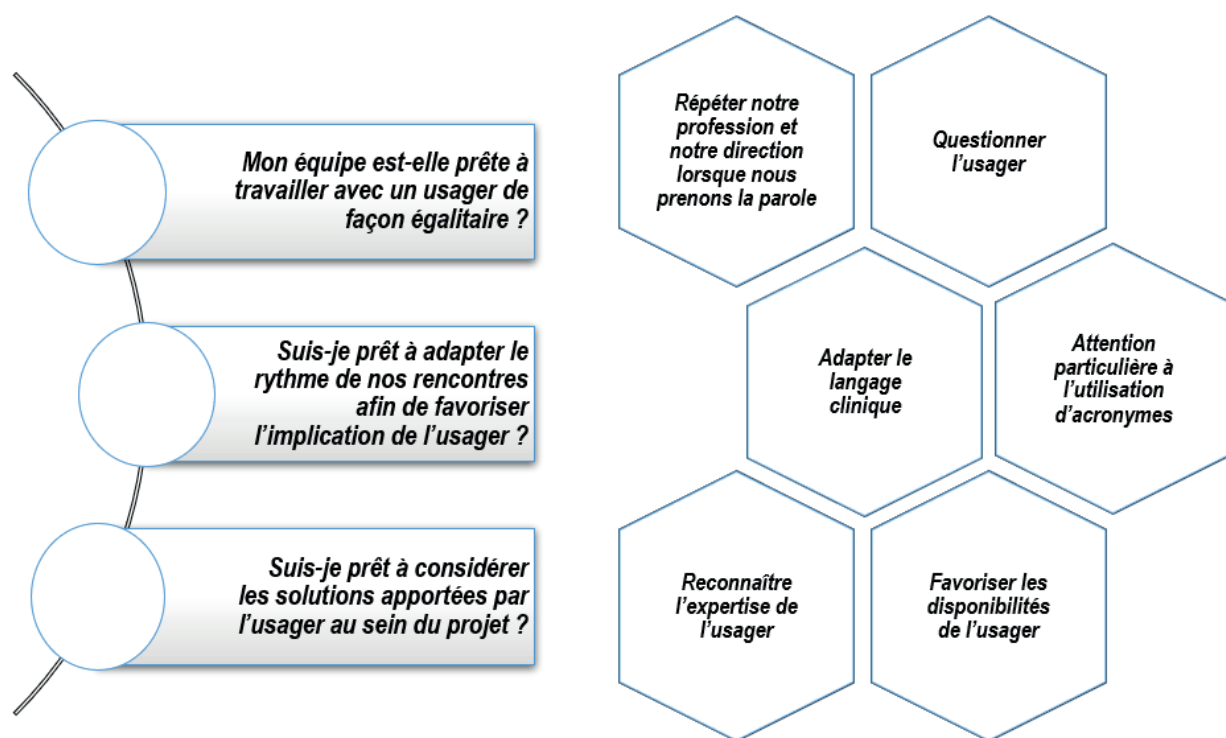 Mon équipe est-elle prête à
travailler avec un usager de
façon égalitaire ?
Suis-je prêt à adapter le
rythme de nos rencontres
afin de favoriser
l'implication de l'usager ?
Suis-je prêt à considérer
les solutions apportées par
l'usager au sein du projet ?
Répéter notre
profession et
notre direction
lorsque nous
prenons la parole
Questionner
l'usager
Adapter le
langage
clinique
Attention
particulière à
l'utilisation
d'acronymes
Reconnaître
l'expertise de
l'usager
Favoriser les
disponibilités
de l'usager